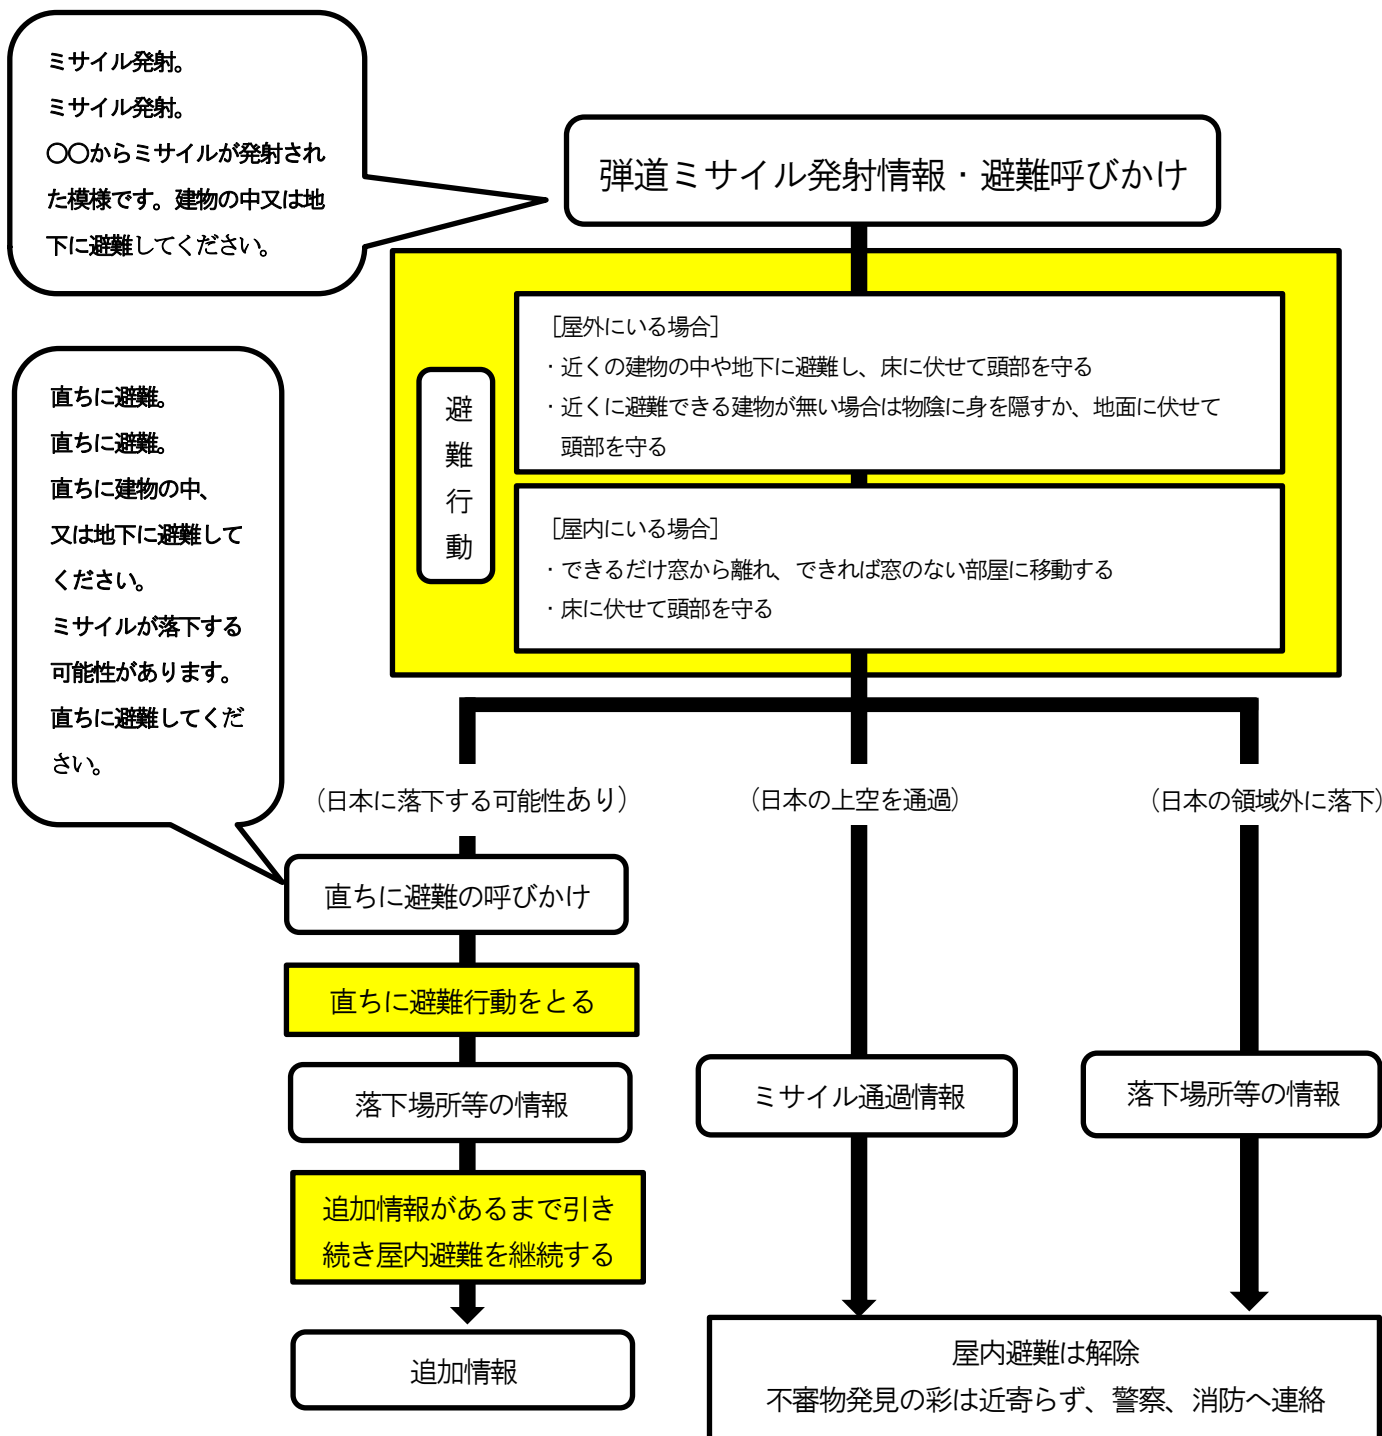 ミサイル発射。
ミサイル発射。
○○からミサイルが発射され
た模様です。建物の中又は地
下に避難してください。
弾道ミサイル発射情報・避難呼びかけ
避難行動
［屋外にいる場合］
・近くの建物の中や地下に避難し、床に伏せて頭部を守る
・近くに避難できる建物が無い場合は物陰に身を隠すか、地面に伏せて
頭部を守る
［屋内にいる場合］
・できるだけ窓から離れ、できれば窓のない部屋に移動する
・床に伏せて頭部を守る
直ちに避難。
直ちに避難。
直ちに建物の中、
又は地下に避難して
ください。
ミサイルが落下する
可能性があります。
直ちに避難してくだ
さい。
（日本に落下する可能性あり）
（日本の上空を通過）
（日本の領域外に落下）
直ちに避難の呼びかけ
直ちに避難行動をとる
落下場所等の情報
ミサイル通過情報
落下場所等の情報
追加情報があるまで引き
続き屋内避難を継続する
追加情報
屋内避難は解除
不審物発見の彩は近寄らず、警察、消防へ連絡